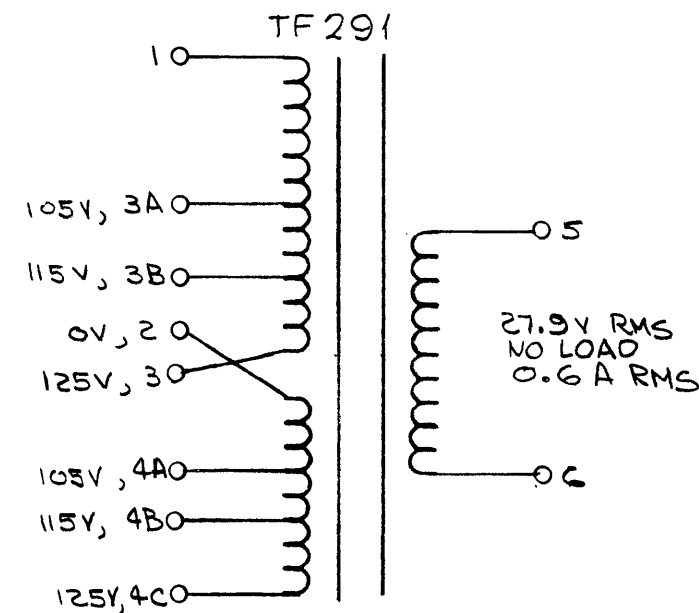 TF291
1
105V, 3A
115V, 3B
0V, 2
125V, 3
105V, 4A
115V, 4B
125V, 4C
5
27.9V RMS
NO LOAD
0.6 A RMS
6